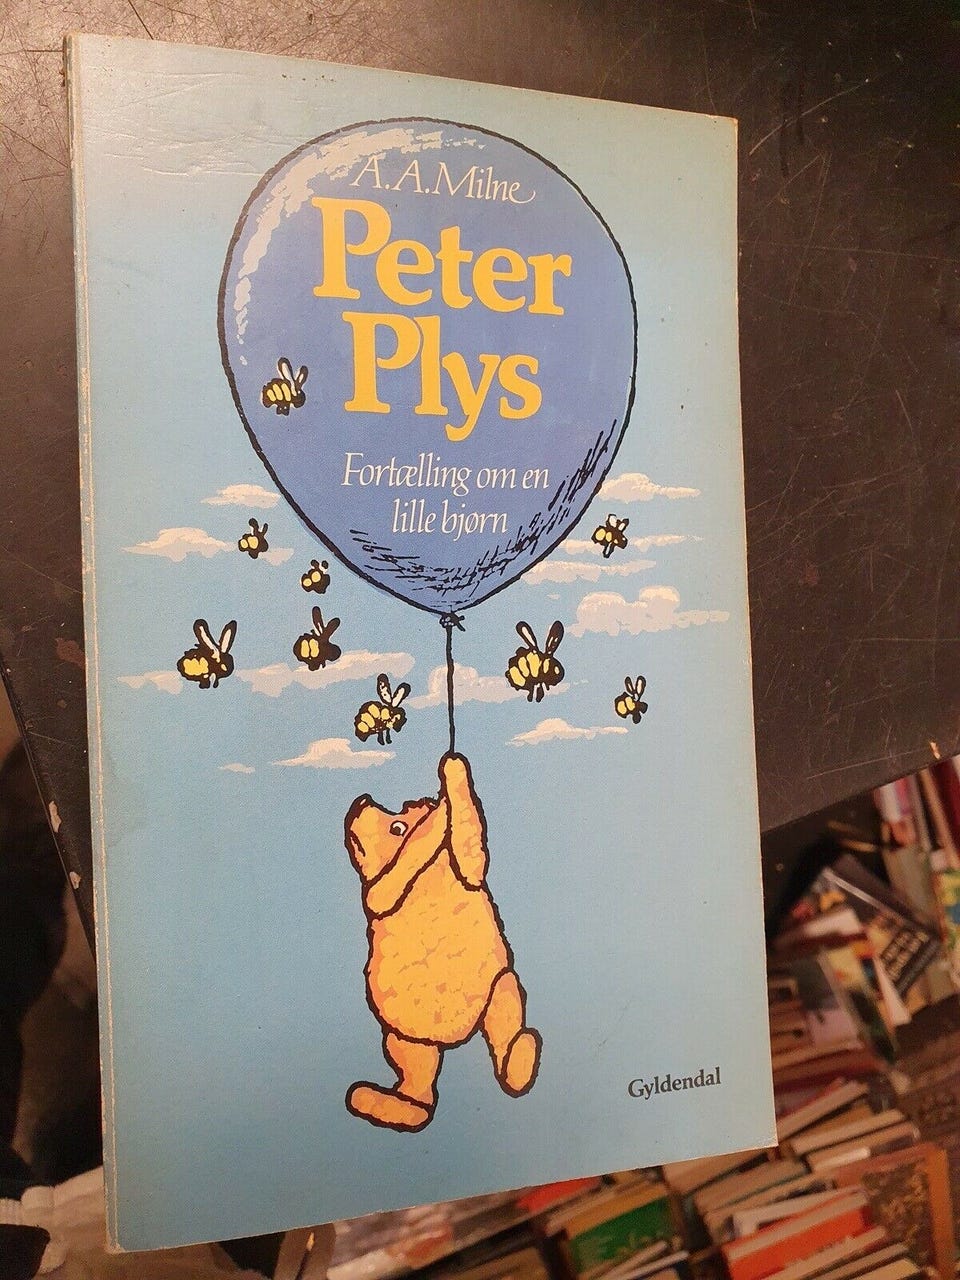 A.A.Milne
Peter
Plys
Fortælling om en
lille bjørn
Gyldendal